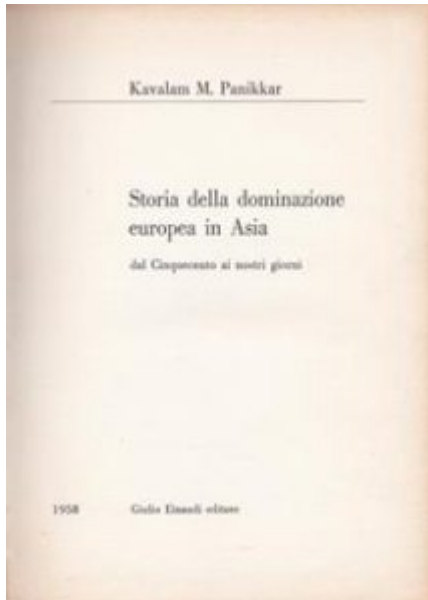 Kavalam M. Panikkar
Storia della dominazione
europea in Asia
dal Cinquecento ai nostri giorni
1958 Giulio Einaudi editore